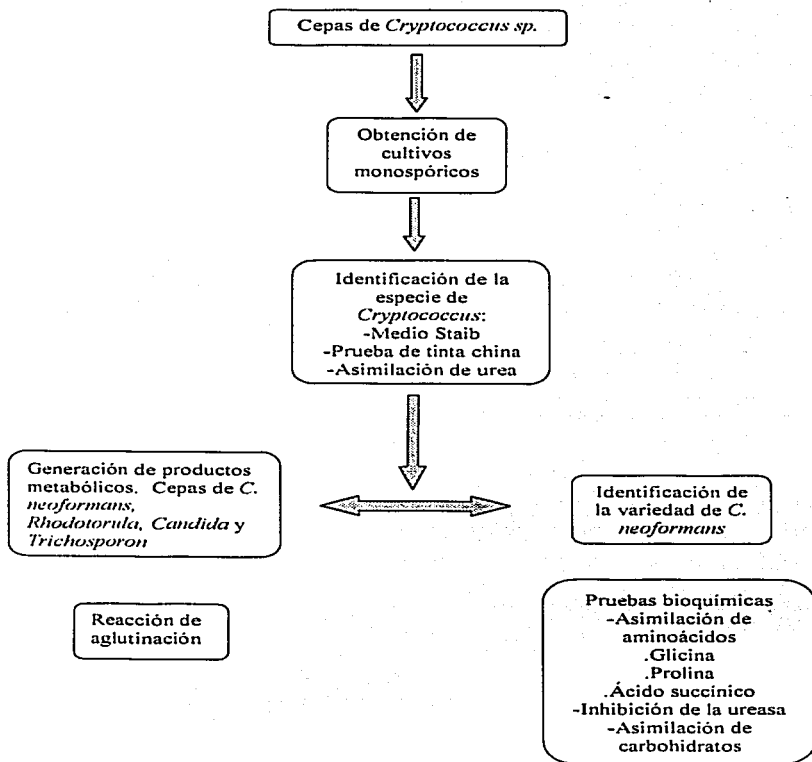 Cepas de Cryptococcus sp.
Obtención de
cultivos
monospóricos
Identificación de la
especie de
Cryptococcus:
-Medio Staib
-Prueba de tinta china
-Asimilación de urea
Generación de productos
metabólicos. Cepas de C.
neoformans,
Rhodotorula, Candida y
Trichosporon
Identificación de
la variedad de C.
neoformans
Reacción de
aglutinación
Pruebas bioquímicas
-Asimilación de
aminoácidos
.Glicina
.Prolina
.Ácido succínico
-Inhibición de la ureasa
-Asimilación de
carbohidratos